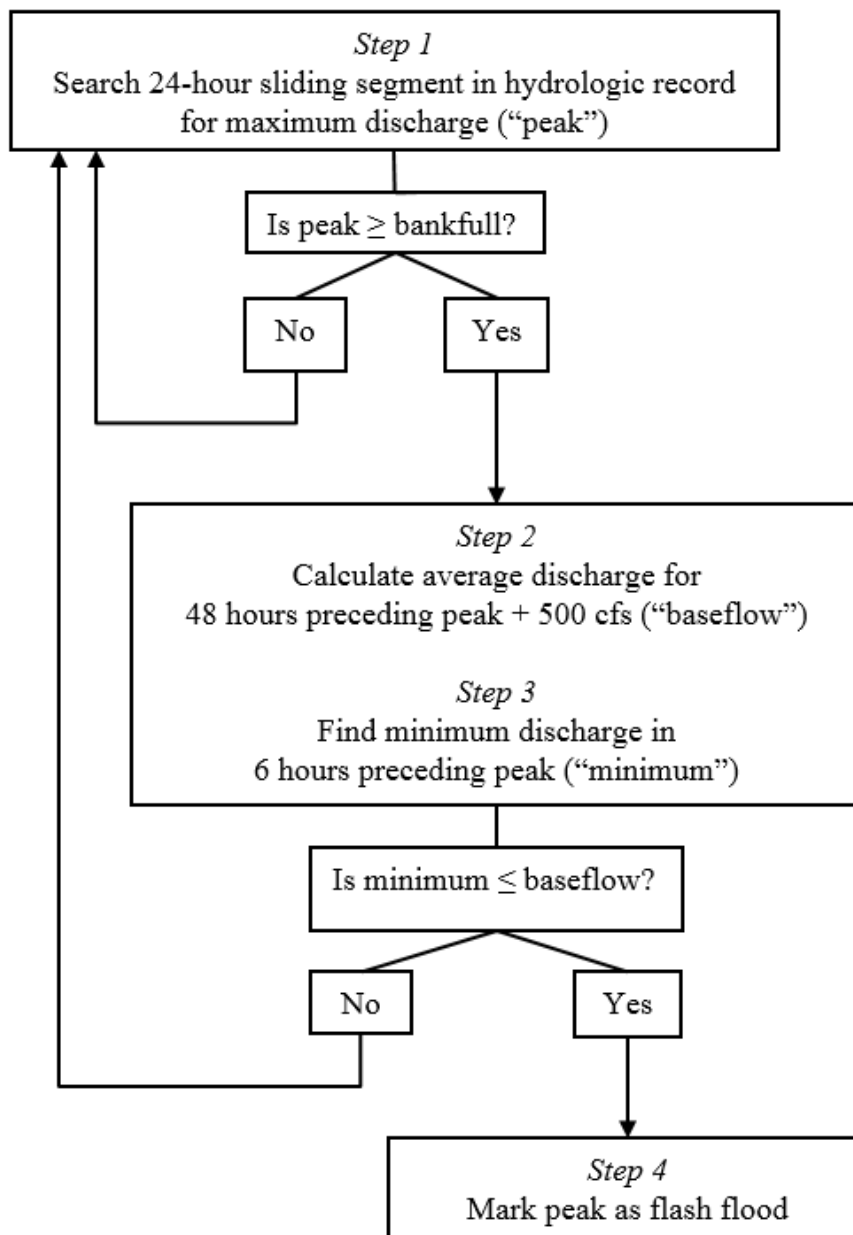 Step 1
Search 24-hour sliding segment in hydrologic record
for maximum discharge (“peak”)
Is peak ≥ bankfull?
No
Yes
Step 2
Calculate average discharge for
48 hours preceding peak + 500 cfs (“baseflow”)
Step 3
Find minimum discharge in
6 hours preceding peak (“minimum”)
Is minimum ≤ baseflow?
No
Yes
Step 4
Mark peak as flash flood